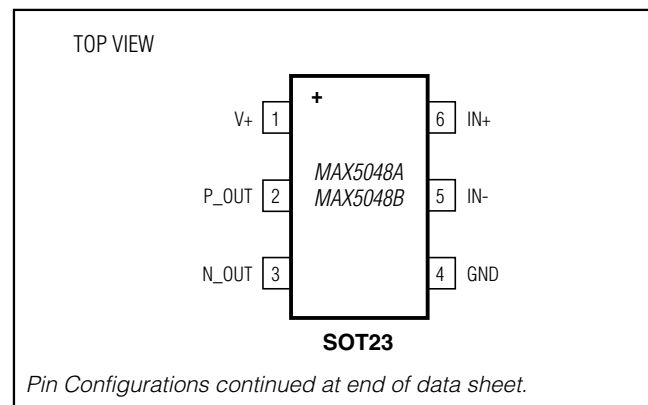 TOP VIEW
+
V+ 1 6 IN+
MAX5048A
P_OUT 2 MAX5048B 5 IN-
N_OUT 3 4 GND
SOT23
Pin Configurations continued at end of data sheet.